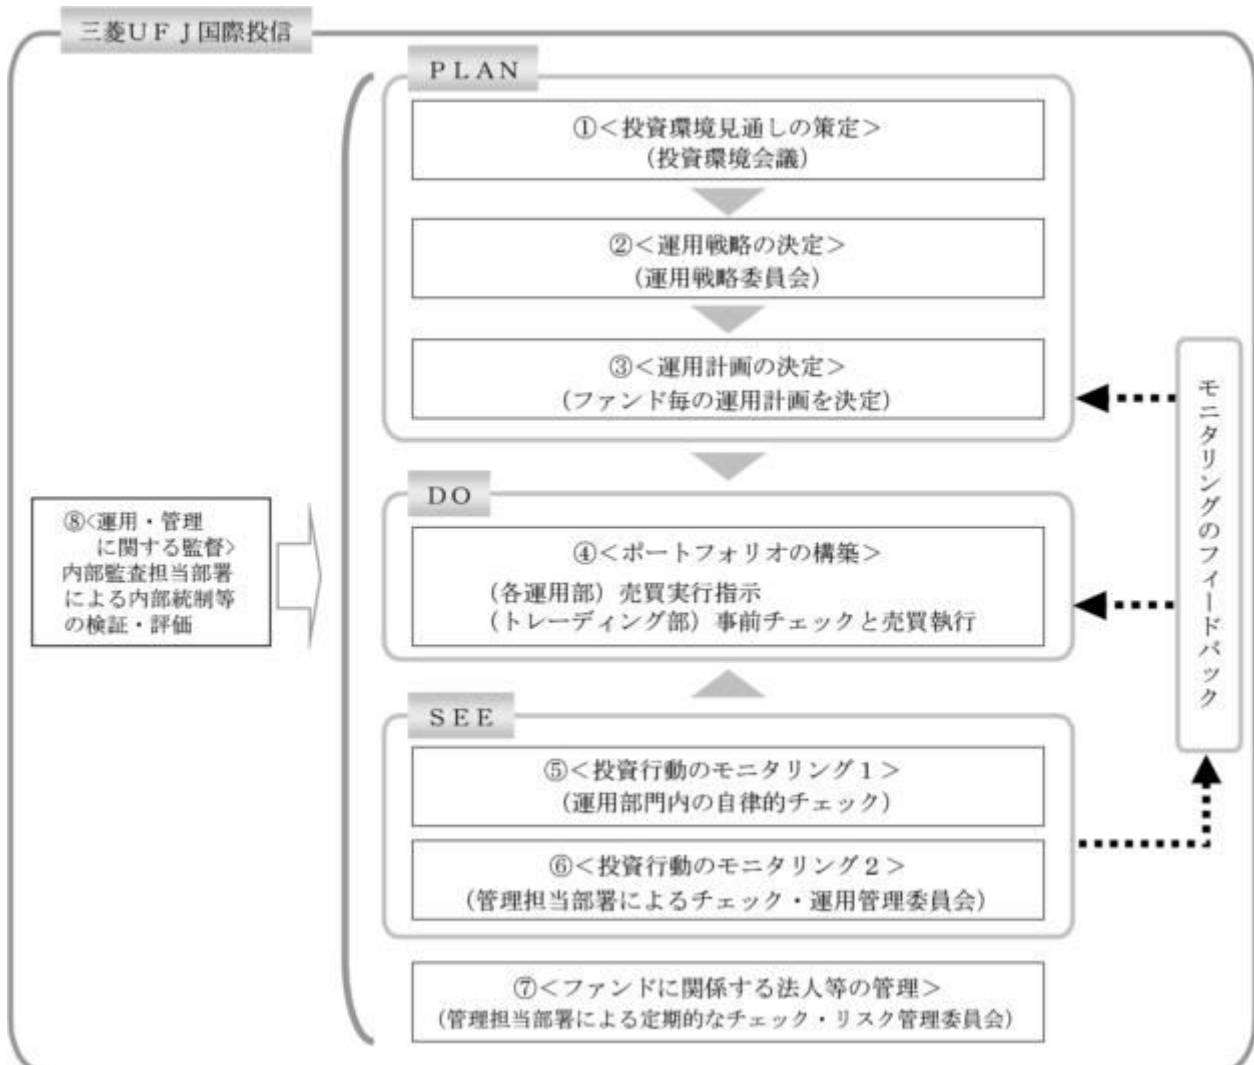 三菱ＵＦＪ国際投信
ＰＬＡＮ
①＜投資環境見通しの策定＞
（投資環境会議）
②＜運用戦略の決定＞
（運用戦略委員会）
③＜運用計画の決定＞
（ファンド毎の運用計画を決定）
ＤＯ
④＜ポートフォリオの構築＞
（各運用部）売買実行指示
（トレーディング部）事前チェックと売買執行
ＳＥＥ
⑤＜投資行動のモニタリング１＞
（運用部門内の自律的チェック）
⑥＜投資行動のモニタリング２＞
（管理担当部署によるチェック・運用管理委員会）
⑦＜ファンドに関係する法人等の管理＞
（管理担当部署による定期的なチェック・リスク管理委員会）
⑧＜運用・管理
に関する監督＞
内部監査担当部署
による内部統制等
の検証・評価
モニタリングのフィードバック